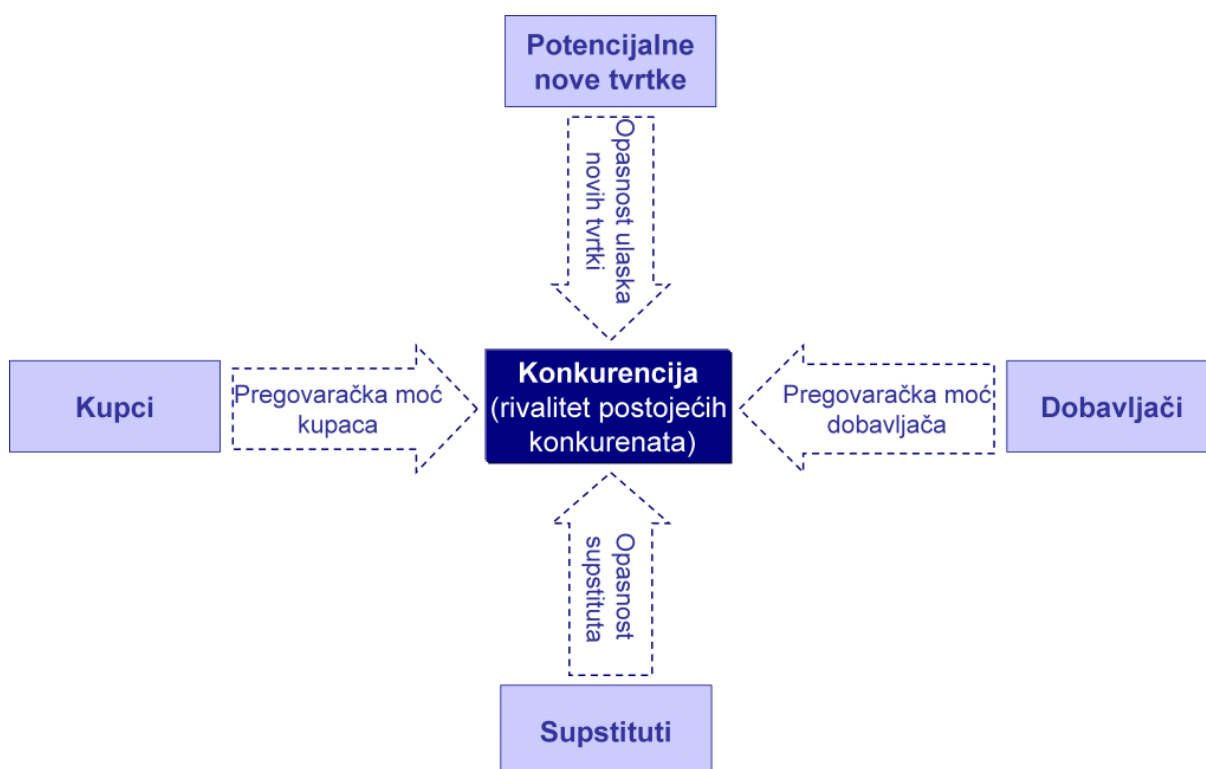 Potencijalne
nove tvrtke
Opasnost ulaska
novih tvrtki
Kupci
Pregovaračka moć
kupaca
Konkurencija
(rivalitet postojećih
konkurenata)
Pregovaračka moć
dobavljača
Dobavljači
Opasnost
supstituta
Supstituti